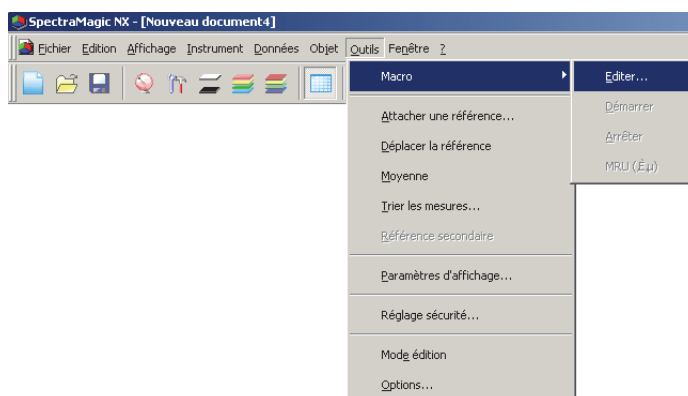 SpectraMagic NX - [Nouveau document4]
Fichier Edition Affichage Instrument Données Objet Outils Fenêtre ?
Macro
Editer...
Démarrer
Arrêter
MRU (Èµ)
Attacher une référence...
Déplacer la référence
Moyenne
Trier les mesures...
Référence secondaire
Paramètres d'affichage...
Réglage sécurité...
Mode édition
Options...